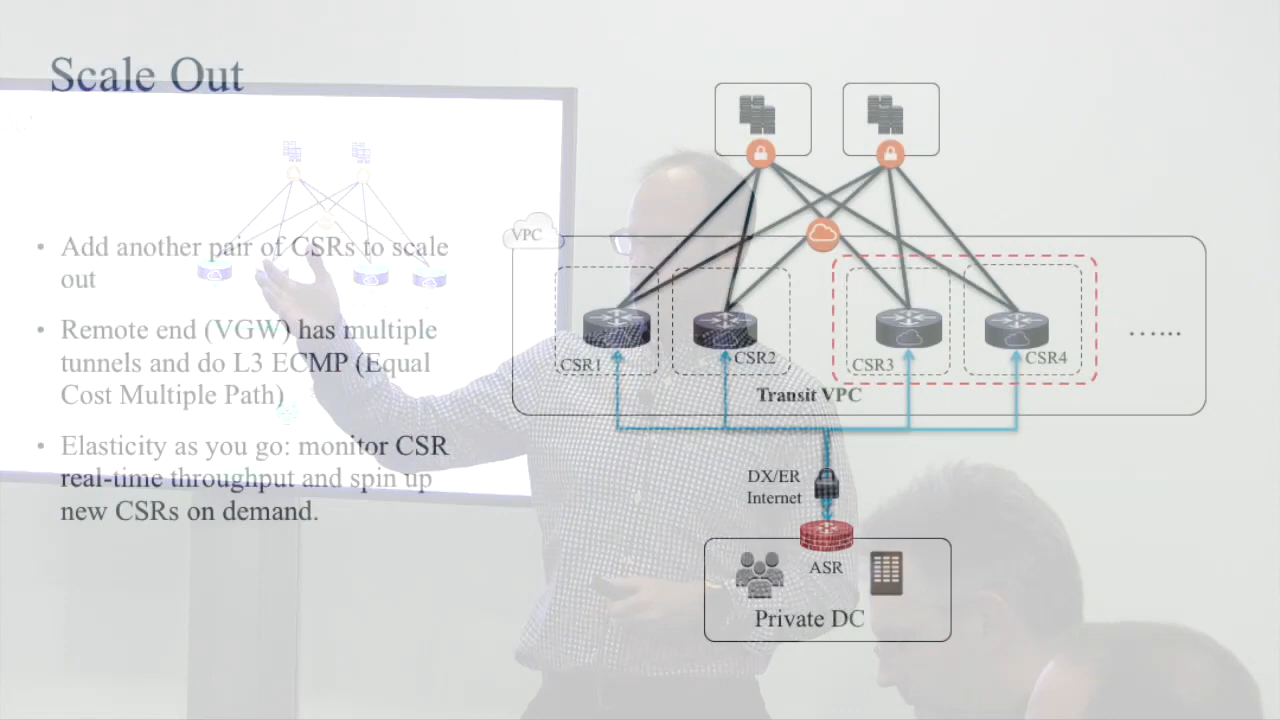 Scale Out
• Add another pair of CSRs to scale
out
• Remote end (VGW) has multiple
tunnels and do L3 ECMP (Equal
Cost Multiple Path)
• Elasticity as you go: monitor CSR
real-time throughput and spin up
new CSRs on demand.
VPC
CSR1
CSR2
CSR3
CSR4
......
Transit VPC
DX/ER
Internet
ASR
Private DC